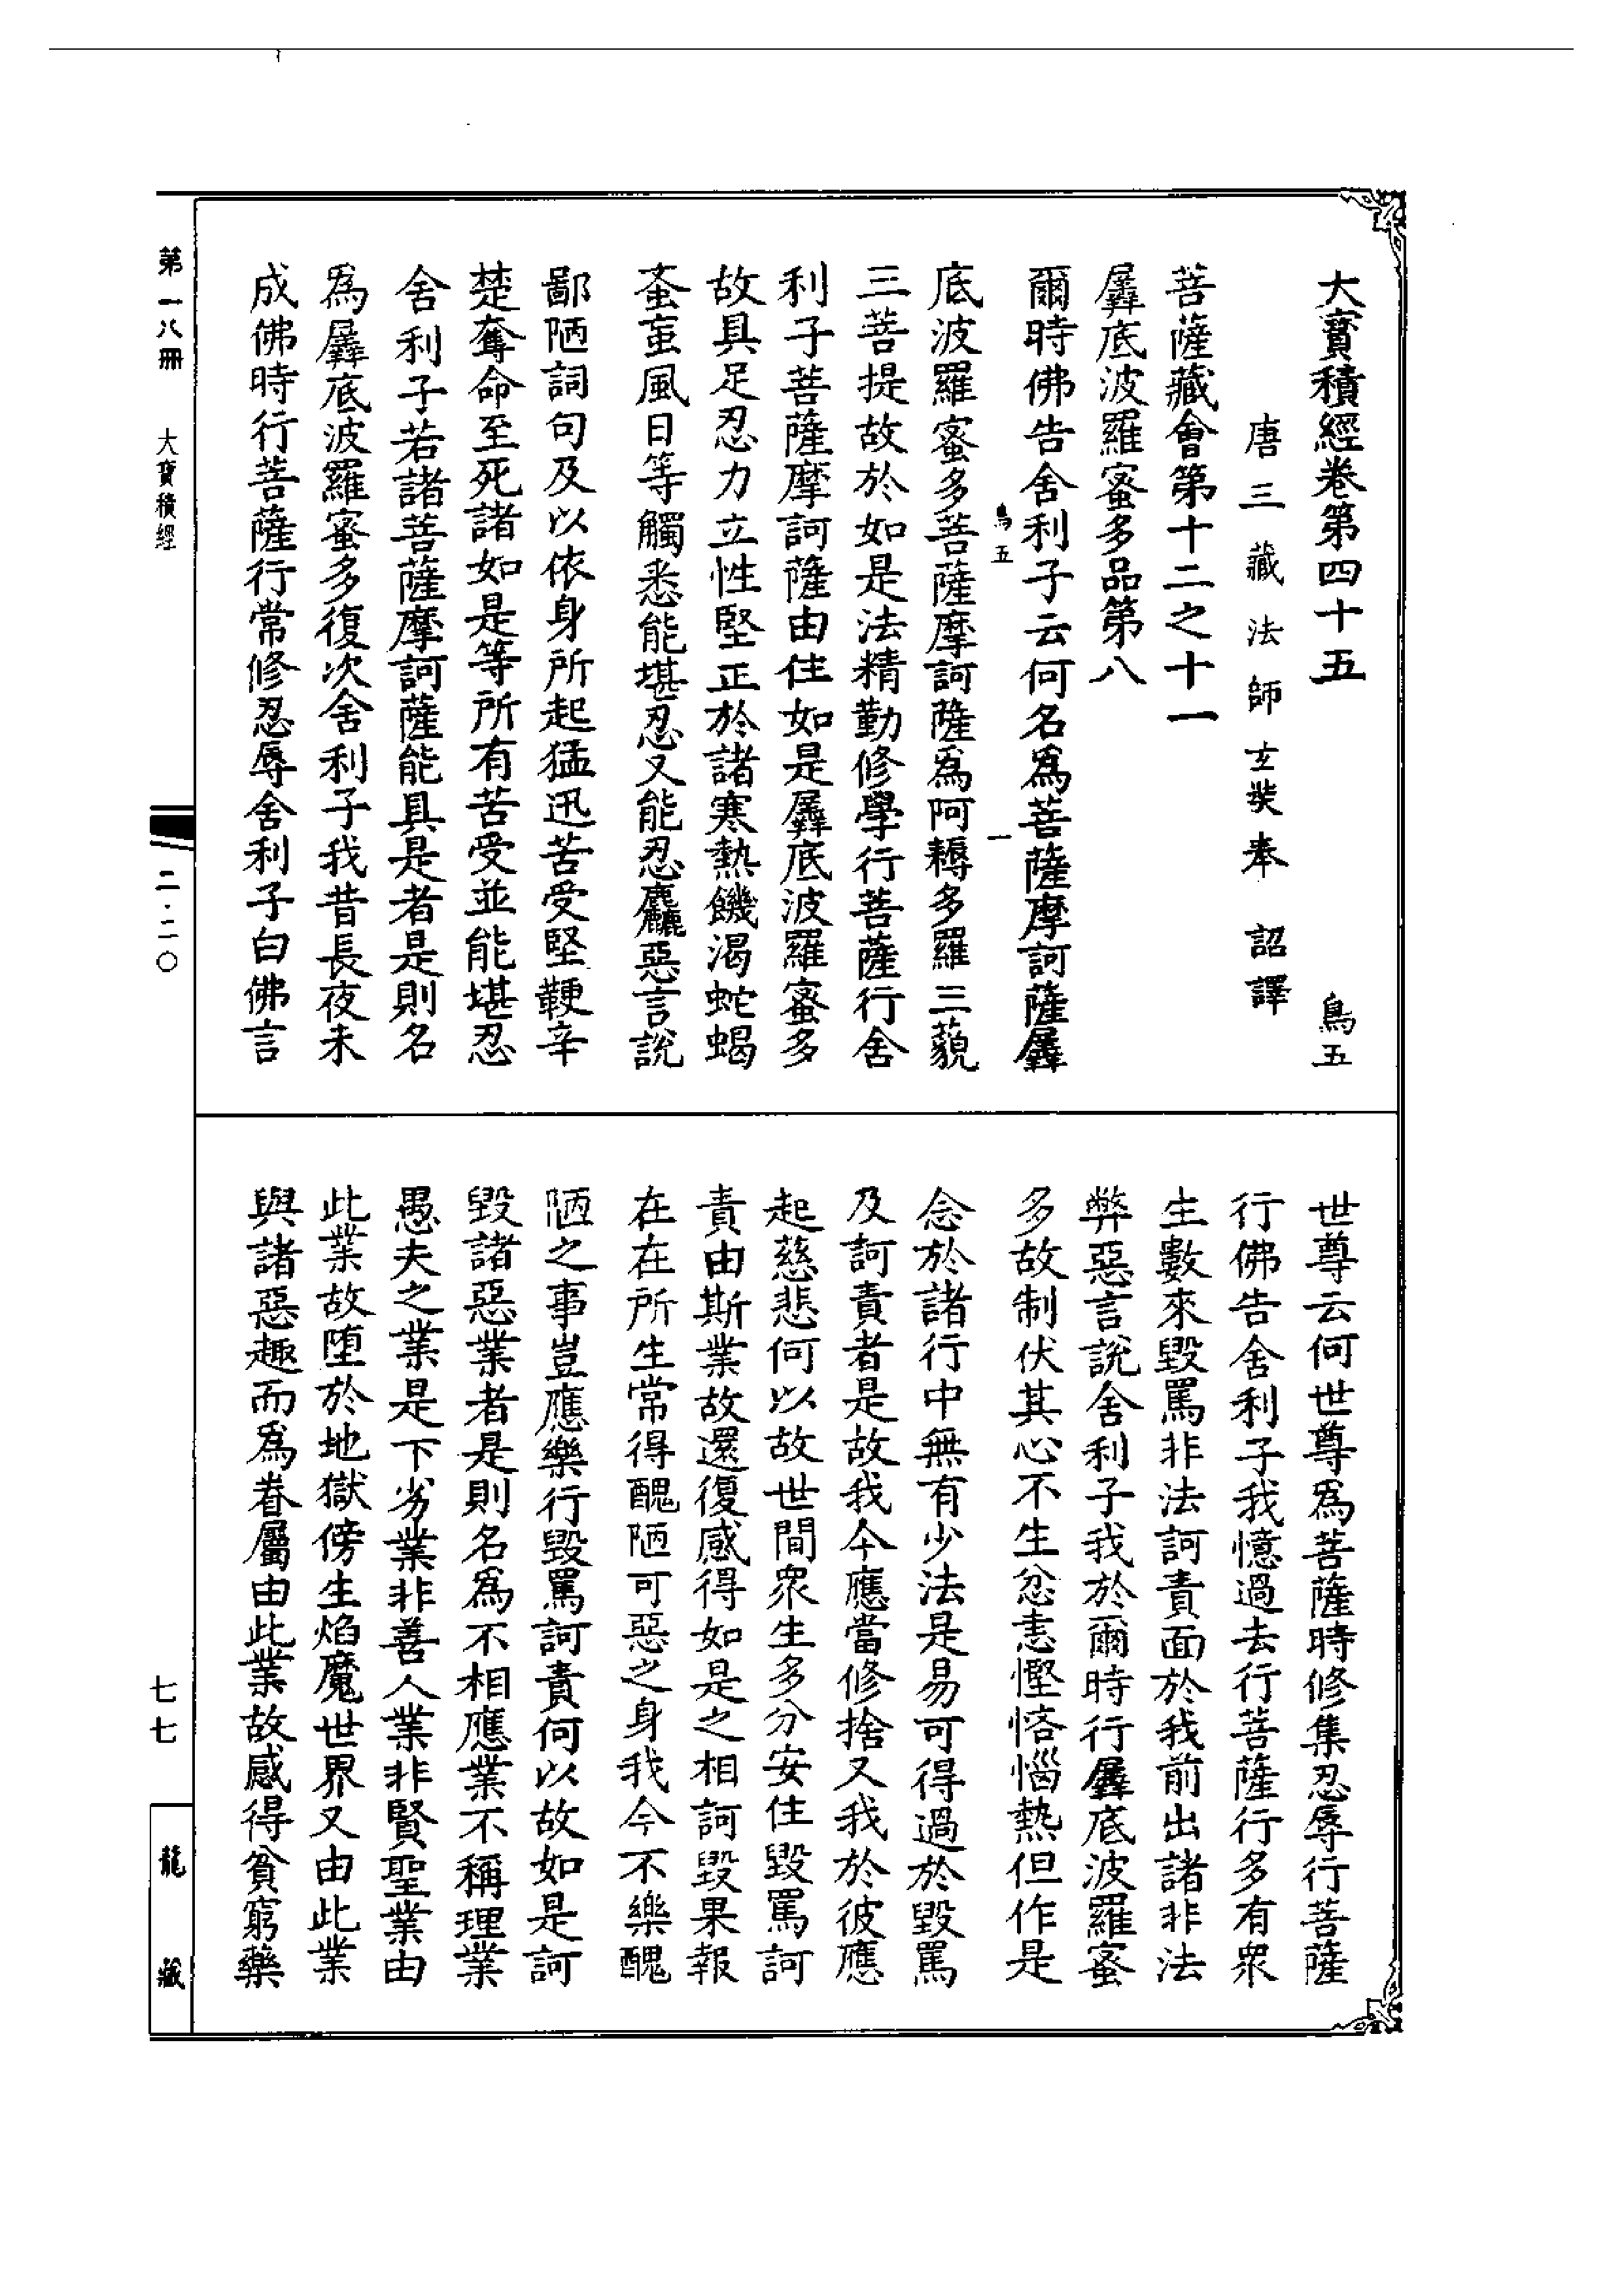 大寶積經卷第四十五　鳥五
唐三藏法師玄奘奉　詔譯
菩薩藏會第十二之十一
羼底波羅蜜多品第八
爾時佛告舍利子云何名爲菩薩摩訶薩羼
鳥五　一
底波羅蜜多菩薩摩訶薩爲阿耨多羅三藐
三菩提故於如是法精勤修學行菩薩行舍
利子菩薩摩訶薩由住如是羼底波羅蜜多
故具足忍力立性堅正於諸寒熱饑渴蛇蝎
蚉䖟風日等觸悉能堪忍又能忍麤惡言說
鄙陋詞句及以依身所起猛迅苦受堅鞕辛
楚奪命至死諸如是等所有苦受並能堪忍
舍利子若諸菩薩摩訶薩能具是者是則名
爲羼底波羅蜜多復次舍利子我昔長夜未
成佛時行菩薩行常修忍辱舍利子白佛言
世尊云何世尊爲菩薩時修集忍辱行菩薩
行佛告舍利子我憶過去行菩薩行多有衆
生數來毀罵非法訶責面於我前出諸非法
弊惡言說舍利子我於爾時行羼底波羅蜜
多故制伏其心不生忿恚慳悋惱熱但作是
念於諸行中無有少法是易可得過於毀罵
及訶責者是故我今應當修捨又我於彼應
起慈悲何以故世間衆生多分安住毀罵訶
責由斯業故還復感得如是之相訶毀果報
在在所生常得醜陋可惡之身我今不樂醜
陋之事豈應樂行毀罵訶責何以故如是訶
毀諸惡業者是則名爲不相應業不稱理業
愚夫之業是下劣業非善人業非賢聖業由
此業故墮於地獄傍生焰魔世界又由此業
與諸惡趣而爲眷屬由此業故感得貧窮藥
第一八冊　大寶積經　二・二〇　七七　龍藏